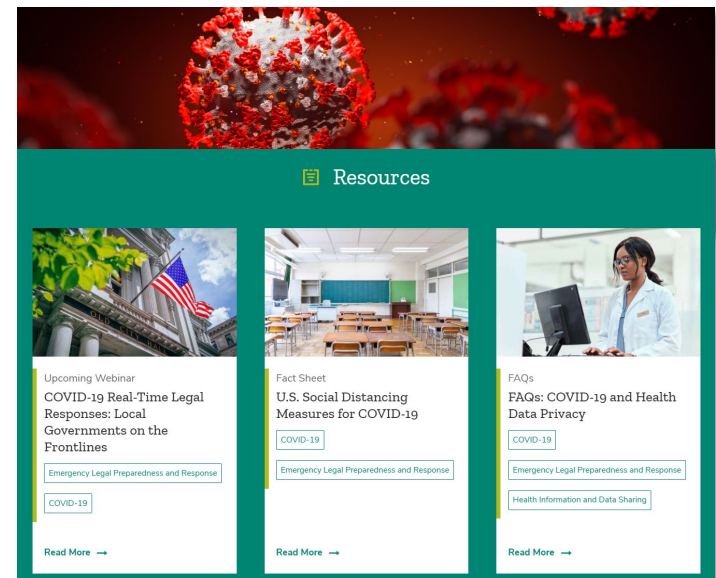 Resources
Upcoming Webinar
COVID-19 Real-Time Legal
Responses: Local
Governments on the
Frontlines
Emergency Legal Preparedness and Response
COVID-19
Read More →
Fact Sheet
U.S. Social Distancing
Measures for COVID-19
COVID-19
Emergency Legal Preparedness and Response
Read More →
FAQs
FAQs: COVID-19 and Health
Data Privacy
COVID-19
Emergency Legal Preparedness and Response
Health Information and Data Sharing
Read More →